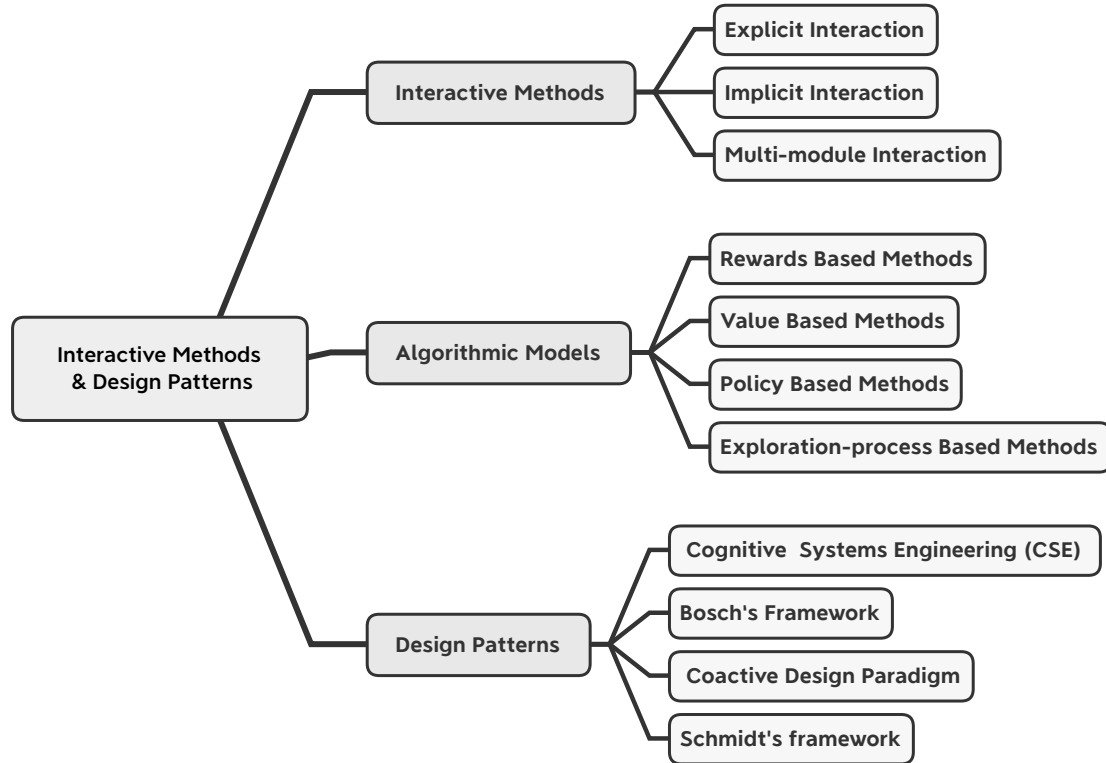 Interactive Methods
& Design Patterns
Interactive Methods
Explicit Interaction
Implicit Interaction
Multi-module Interaction
Algorithmic Models
Rewards Based Methods
Value Based Methods
Policy Based Methods
Exploration-process Based Methods
Design Patterns
Cognitive Systems Engineering (CSE)
Bosch's Framework
Coactive Design Paradigm
Schmidt's framework